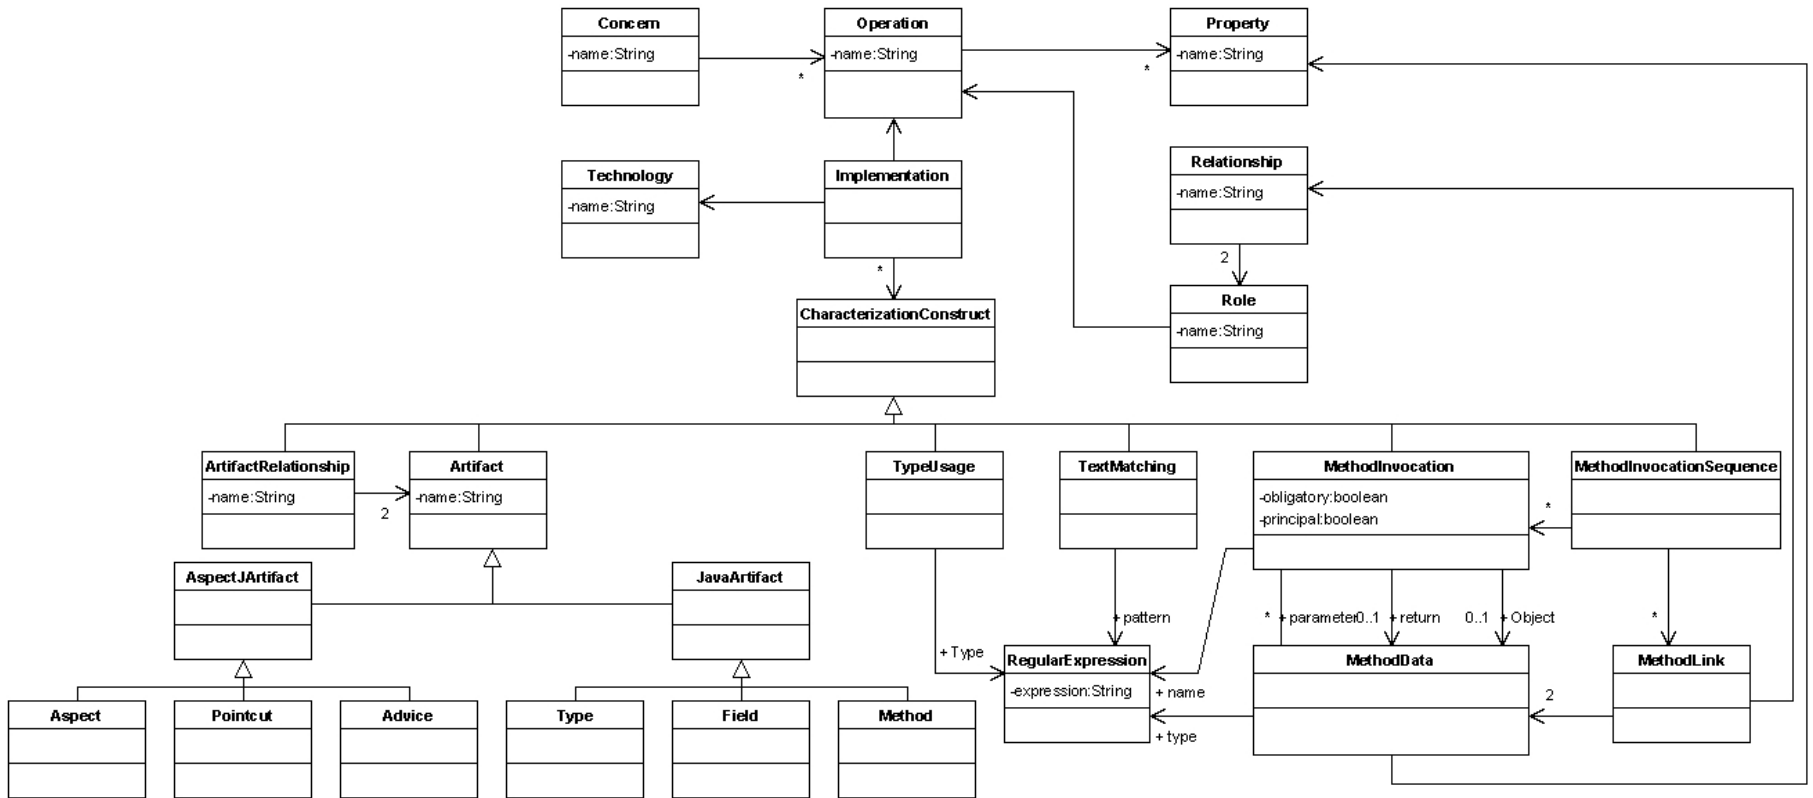 Concern
-name:String
Operation
-name:String
Property
-name:String
*
*
Technology
-name:String
Implementation
Relationship
-name:String
*
2
CharacterizationConstruct
Role
-name:String
ArtifactRelationship
-name:String
2
Artifact
-name:String
TypeUsage
TextMatching
MethodInvocation
-obligatory:boolean
-principal:boolean
*
MethodInvocationSequence
AspectJArtifact
JavaArtifact
+ pattern
* + parameter
0..1 + return
0..1 + Object
*
+ Type
RegularExpression
-expression:String
+ name
+ type
MethodData
2
MethodLink
Aspect
Pointcut
Advice
Type
Field
Method